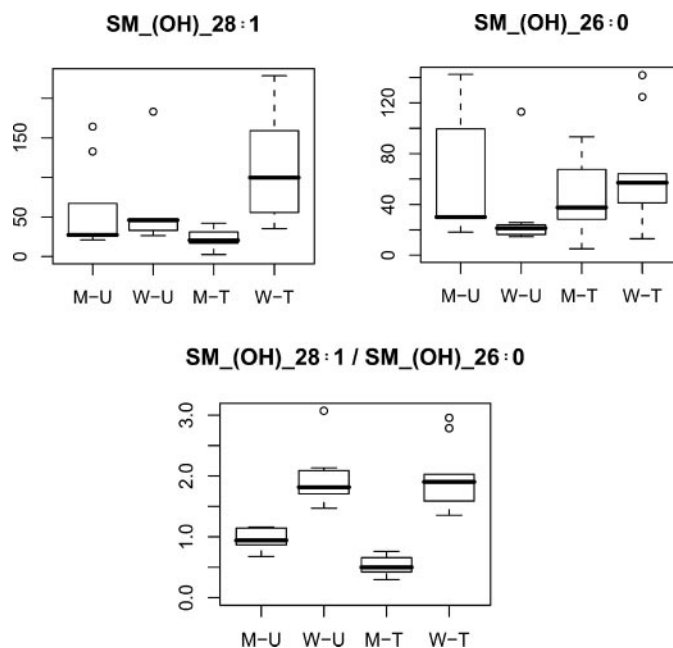 SM_(OH)_28:1
150
50
0
M-U W-U M-T W-T
SM_(OH)_26:0
120
80
40
0
M-U W-U M-T W-T
SM_(OH)_28:1 / SM_(OH)_26:0
3.0
2.0
1.0
0.0
M-U W-U M-T W-T